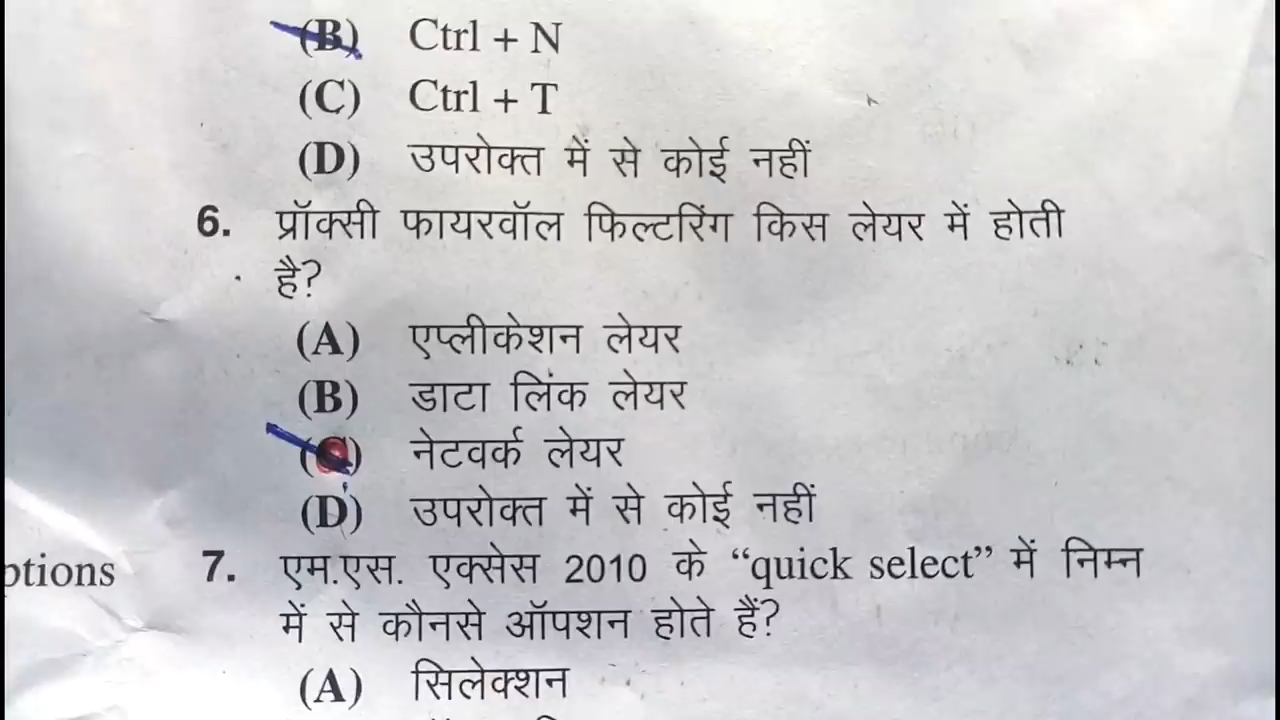 (B) Ctrl + N
(C) Ctrl + T
(D) उपरोक्त में से कोई नहीं
6. प्रॉक्सी फायरवॉल फिल्टरिंग किस लेयर में होती
है?
(A) एप्लीकेशन लेयर
(B) डाटा लिंक लेयर
(C) नेटवर्क लेयर
(D) उपरोक्त में से कोई नहीं
ptions
7. एम.एस. एक्सेस 2010 के “quick select” में निम्न
में से कौनसे ऑपशन होते हैं?
(A) सिलेक्शन